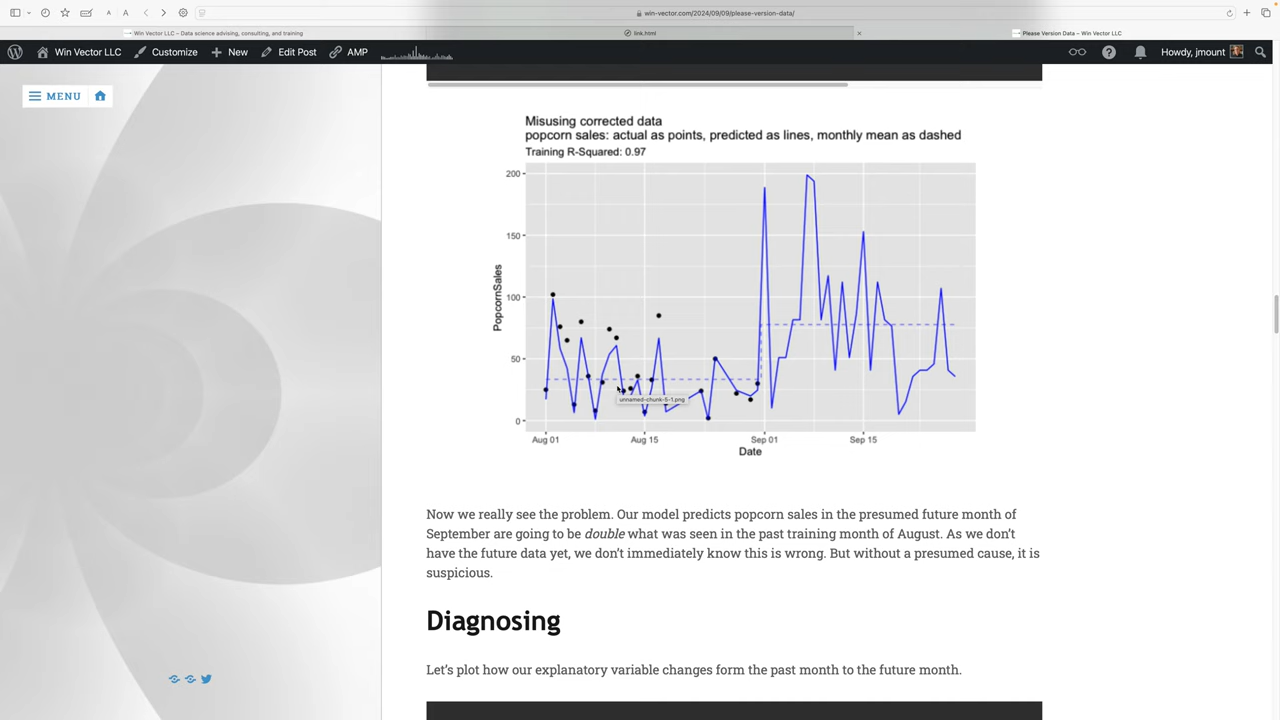 win-vector.com/2024/09/09/please-version-data/
Win Vector LLC – Data science advising, consulting, and training
link.html
Please Version Data – Win Vector LLC
Win Vector LLC
Customize
New
Edit Post
AMP
Howdy, jmount
MENU
Misusing corrected data
popcorn sales: actual as points, predicted as lines, monthly mean as dashed
Training R-Squared: 0.97
200
150
100
50
0
PopcornSales
unnamed-chunk-5-1.png
Aug 01
Aug 15
Sep 01
Sep 15
Date
Now we really see the problem. Our model predicts popcorn sales in the presumed future month of
September are going to be double what was seen in the past training month of August. As we don't
have the future data yet, we don't immediately know this is wrong. But without a presumed cause, it is
suspicious.
Diagnosing
Let's plot how our explanatory variable changes form the past month to the future month.